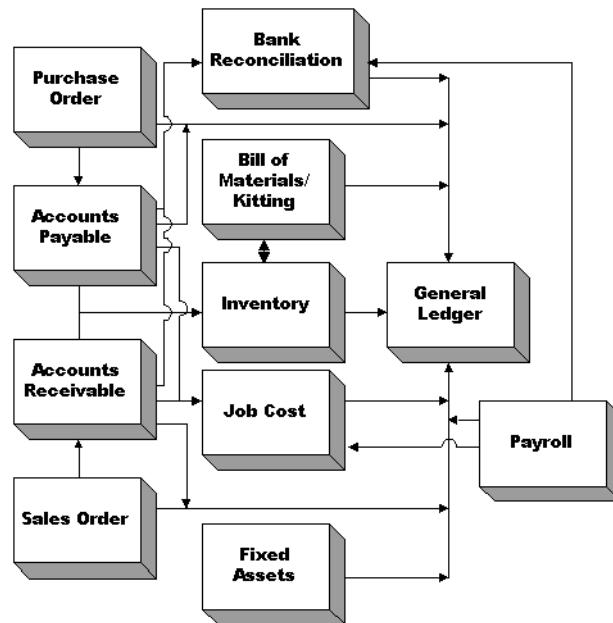 Bank
Reconciliation
Purchase
Order
Bill of
Materials/
Kitting
Accounts
Payable
Inventory
General
Ledger
Accounts
Receivable
Job Cost
Payroll
Sales Order
Fixed
Assets